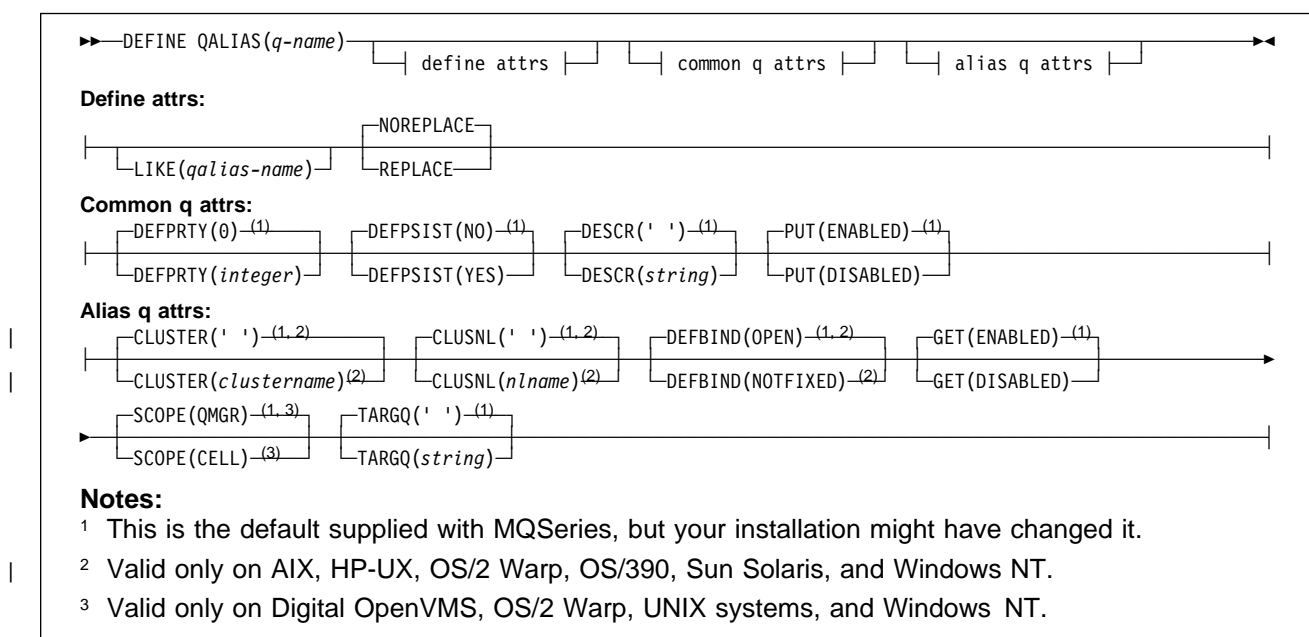 DEFINE QALIAS(q-name)
define attrs common q attrs alias q attrs
Define attrs:
NOREPLACE
LIKE(qalias-name) REPLACE
Common q attrs:
DEFPRTY(0) (1) DEFPSIST(NO) (1) DESCR(' ') (1) PUT(ENABLED) (1)
DEFPRTY(integer) DEFPSIST(YES) DESCR(string) PUT(DISABLED)
Alias q attrs:
CLUSTER(' ') (1, 2) CLUSNL(' ') (1, 2) DEFBIND(OPEN) (1, 2) GET(ENABLED) (1)
CLUSTER(clustername) (2) CLUSNL(nlname) (2) DEFBIND(NOTFIXED) (2) GET(DISABLED)
SCOPE(QMGR) (1, 3) TARGQ(' ') (1)
SCOPE(CELL) (3) TARGQ(string)
Notes:
1 This is the default supplied with MQSeries, but your installation might have changed it.
2 Valid only on AIX, HP-UX, OS/2 Warp, OS/390, Sun Solaris, and Windows NT.
3 Valid only on Digital OpenVMS, OS/2 Warp, UNIX systems, and Windows NT.